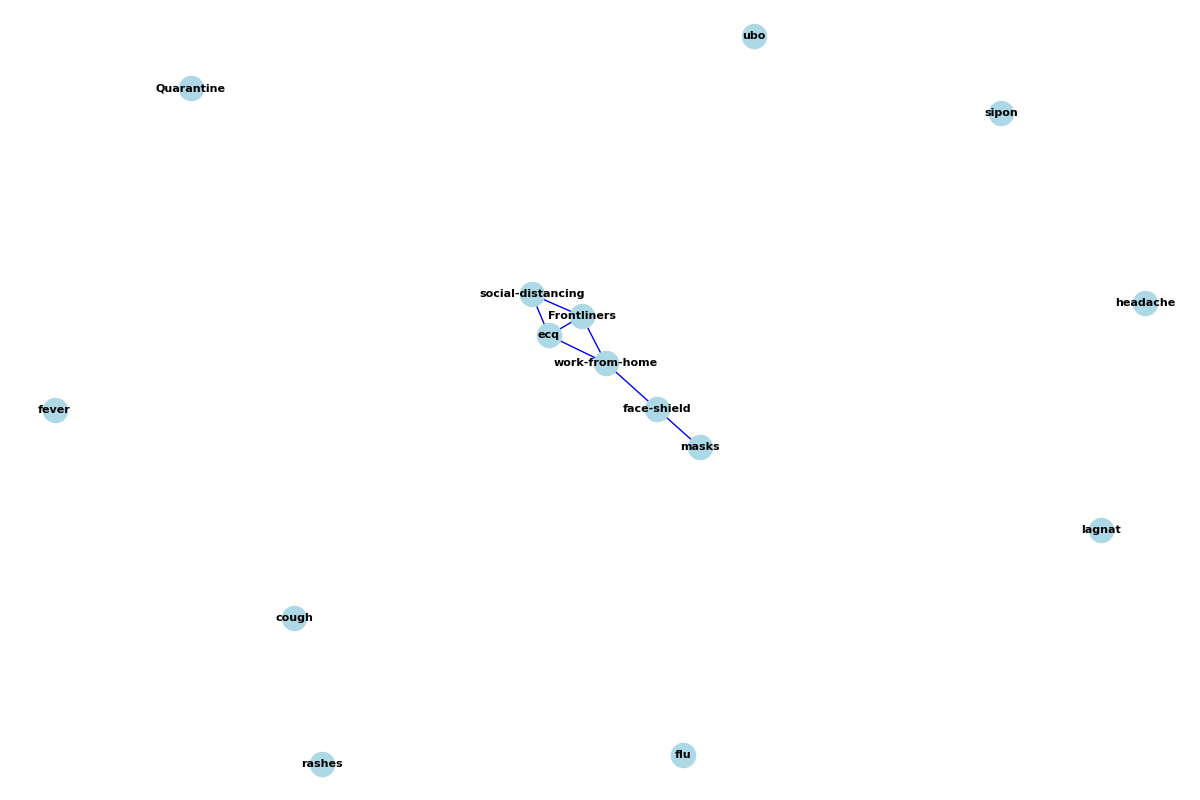 ubo
Quarantine
sipon
social-distancing
headache
Frontliners
ecq
work-from-home
face-shield
fever
masks
lagnat
cough
flu
rashes